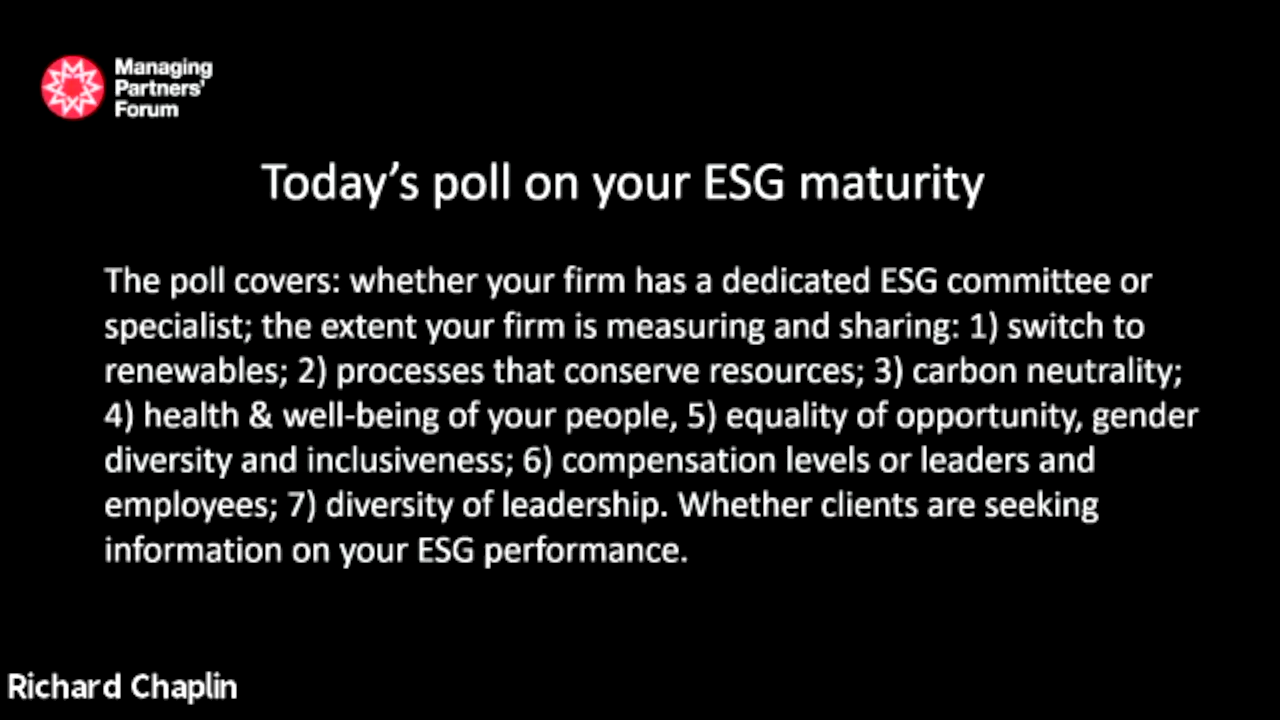 Managing
Partners'
Forum
Today's poll on your ESG maturity
The poll covers: whether your firm has a dedicated ESG committee or
specialist; the extent your firm is measuring and sharing: 1) switch to
renewables; 2) processes that conserve resources; 3) carbon neutrality;
4) health & well-being of your people, 5) equality of opportunity, gender
diversity and inclusiveness; 6) compensation levels or leaders and
employees; 7) diversity of leadership. Whether clients are seeking
information on your ESG performance.
Richard Chaplin